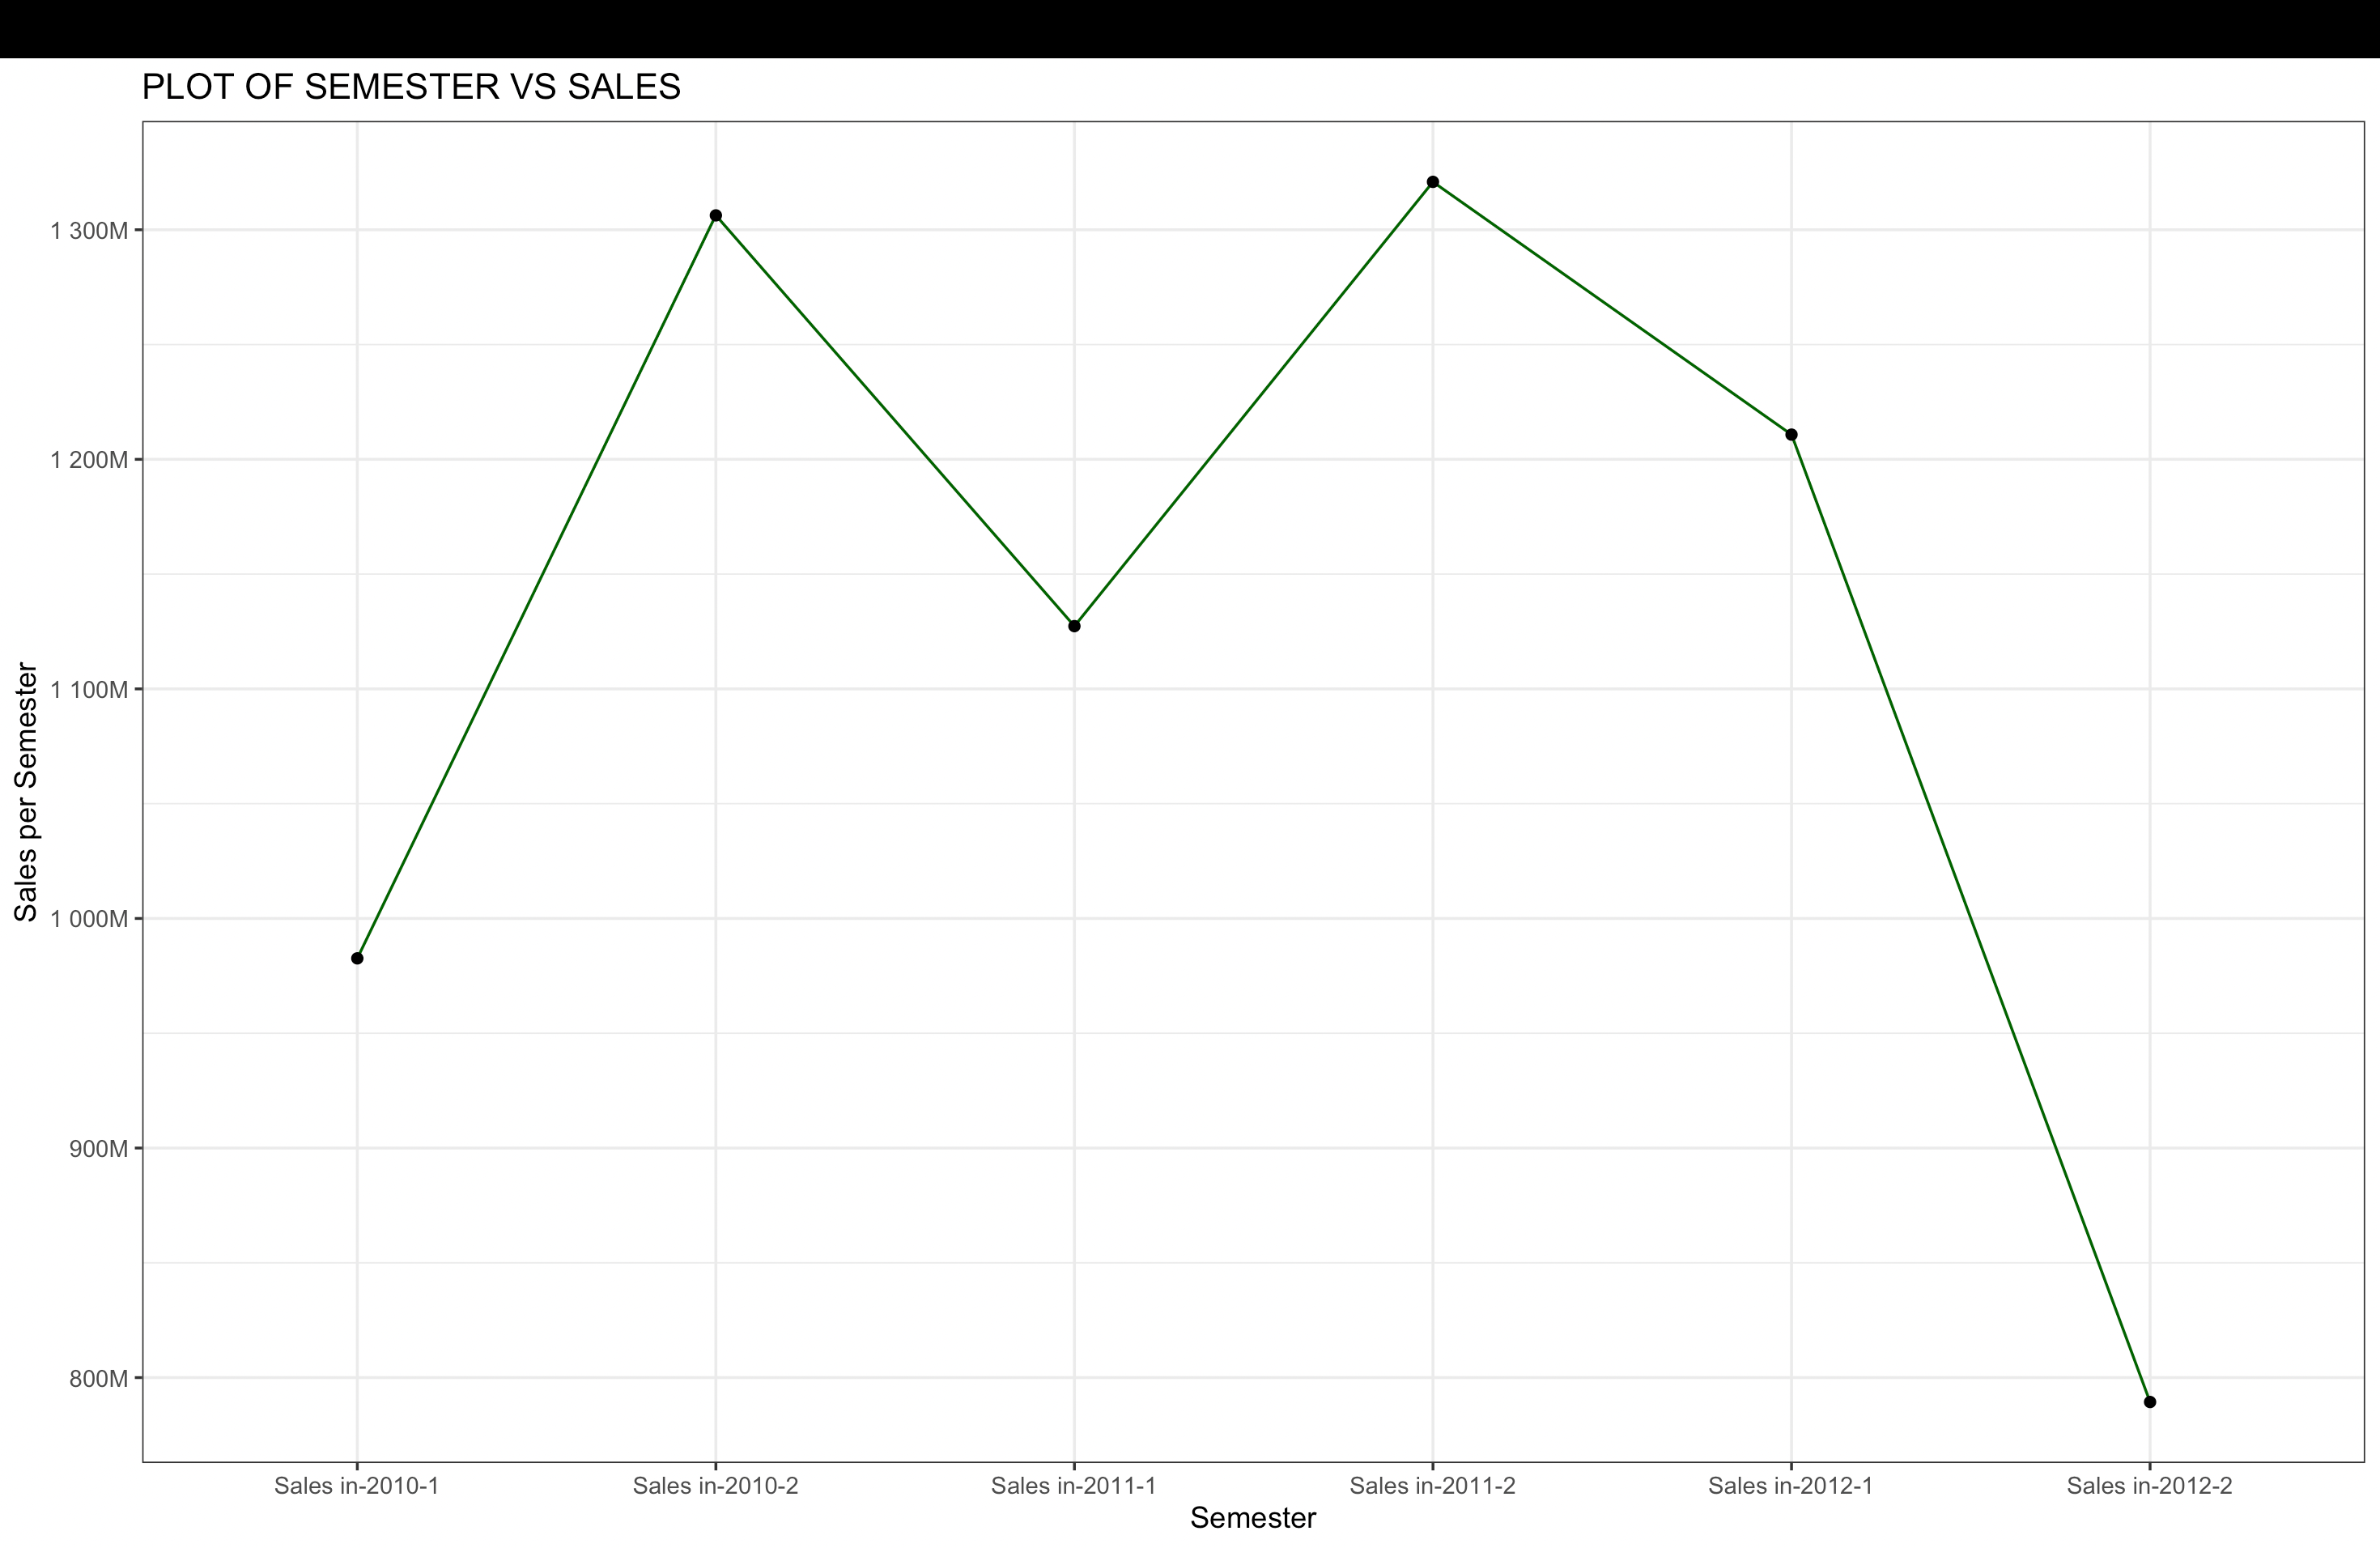 PLOT OF SEMESTER VS SALES
Sales per Semester
1 300M
1 200M
1 100M
1 000M
900M
800M
Sales in-2010-1
Sales in-2010-2
Sales in-2011-1
Sales in-2011-2
Sales in-2012-1
Sales in-2012-2
Semester